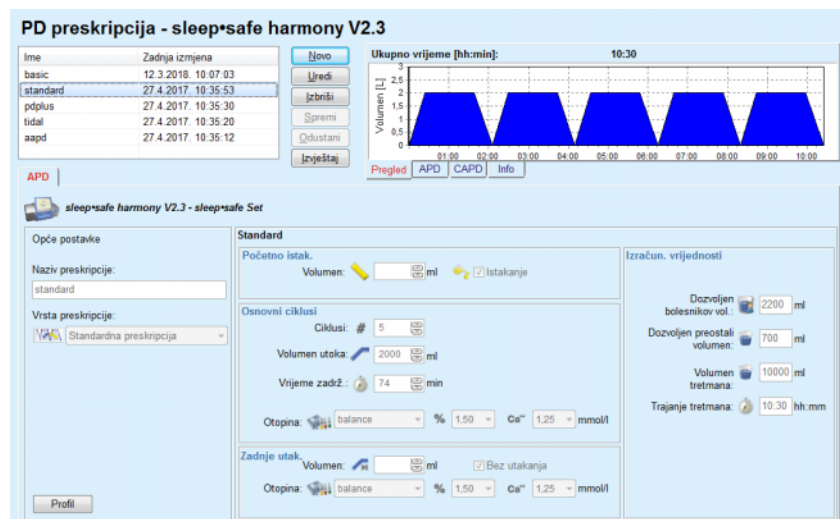 PD preskripcija - sleep•safe harmony V2.3
Ime Zadnja izmjena
basic 12.3.2018. 10:07:03
standard 27.4.2017. 10:35:53
pdplus 27.4.2017. 10:35:30
tidal 27.4.2017. 10:35:20
aapd 27.4.2017. 10:35:12
Novo
Uredi
Izbriši
Spremi
Odustani
Izvještaj
Ukupno vrijeme [hh:min]: 10:30
Volumen [L]
3
2,5
2
1,5
1
0,5
0
01:00 02:00 03:00 04:00 05:00 06:00 07:00 08:00 09:00 10:00
Pregled APD CAPD Info
APD
sleep•safe harmony V2.3 - sleep•safe Set
Opće postavke
Naziv preskripcije:
standard
Vrsta preskripcije:
Standardna preskripcija
Profil
Standard
Početno istak.
Volumen: ml Istakanje
Osnovni ciklusi
Ciklusi: # 5
Volumen utoka: 2000 ml
Vrijeme zadrž.: 74 min
Otopina: balance % 1,50 Ca⁺⁺ 1,25 mmol/l
Zadnje utak.
Volumen: ml Bez utakanja
Otopina: balance % 1,50 Ca⁺⁺ 1,25 mmol/l
Izračun. vrijednosti
Dozvoljen
bolesnikov vol.: 2200 ml
Dozvoljen preostali
volumen: 700 ml
Volumen
tretmana: 10000 ml
Trajanje tretmana: 10:30 hh:mm